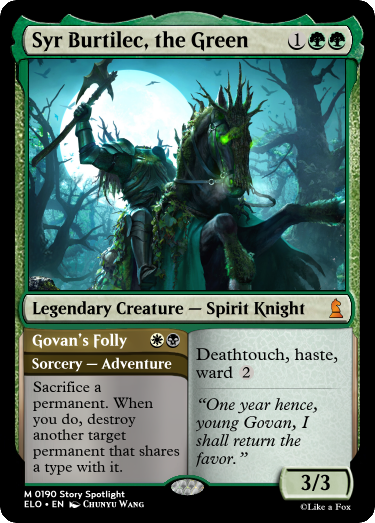 Syr Burtilec, the Green 1
Legendary Creature — Spirit Knight
Govan's Folly
Sorcery — Adventure
Sacrifice a
permanent. When
you do, destroy
another target
permanent that shares
a type with it.
Deathtouch, haste,
ward 2
“One year hence,
young Govan, I
shall return the
favor.”
3/3
M 0190 Story Spotlight
ELO • EN Chunyu Wang
©Like a Fox